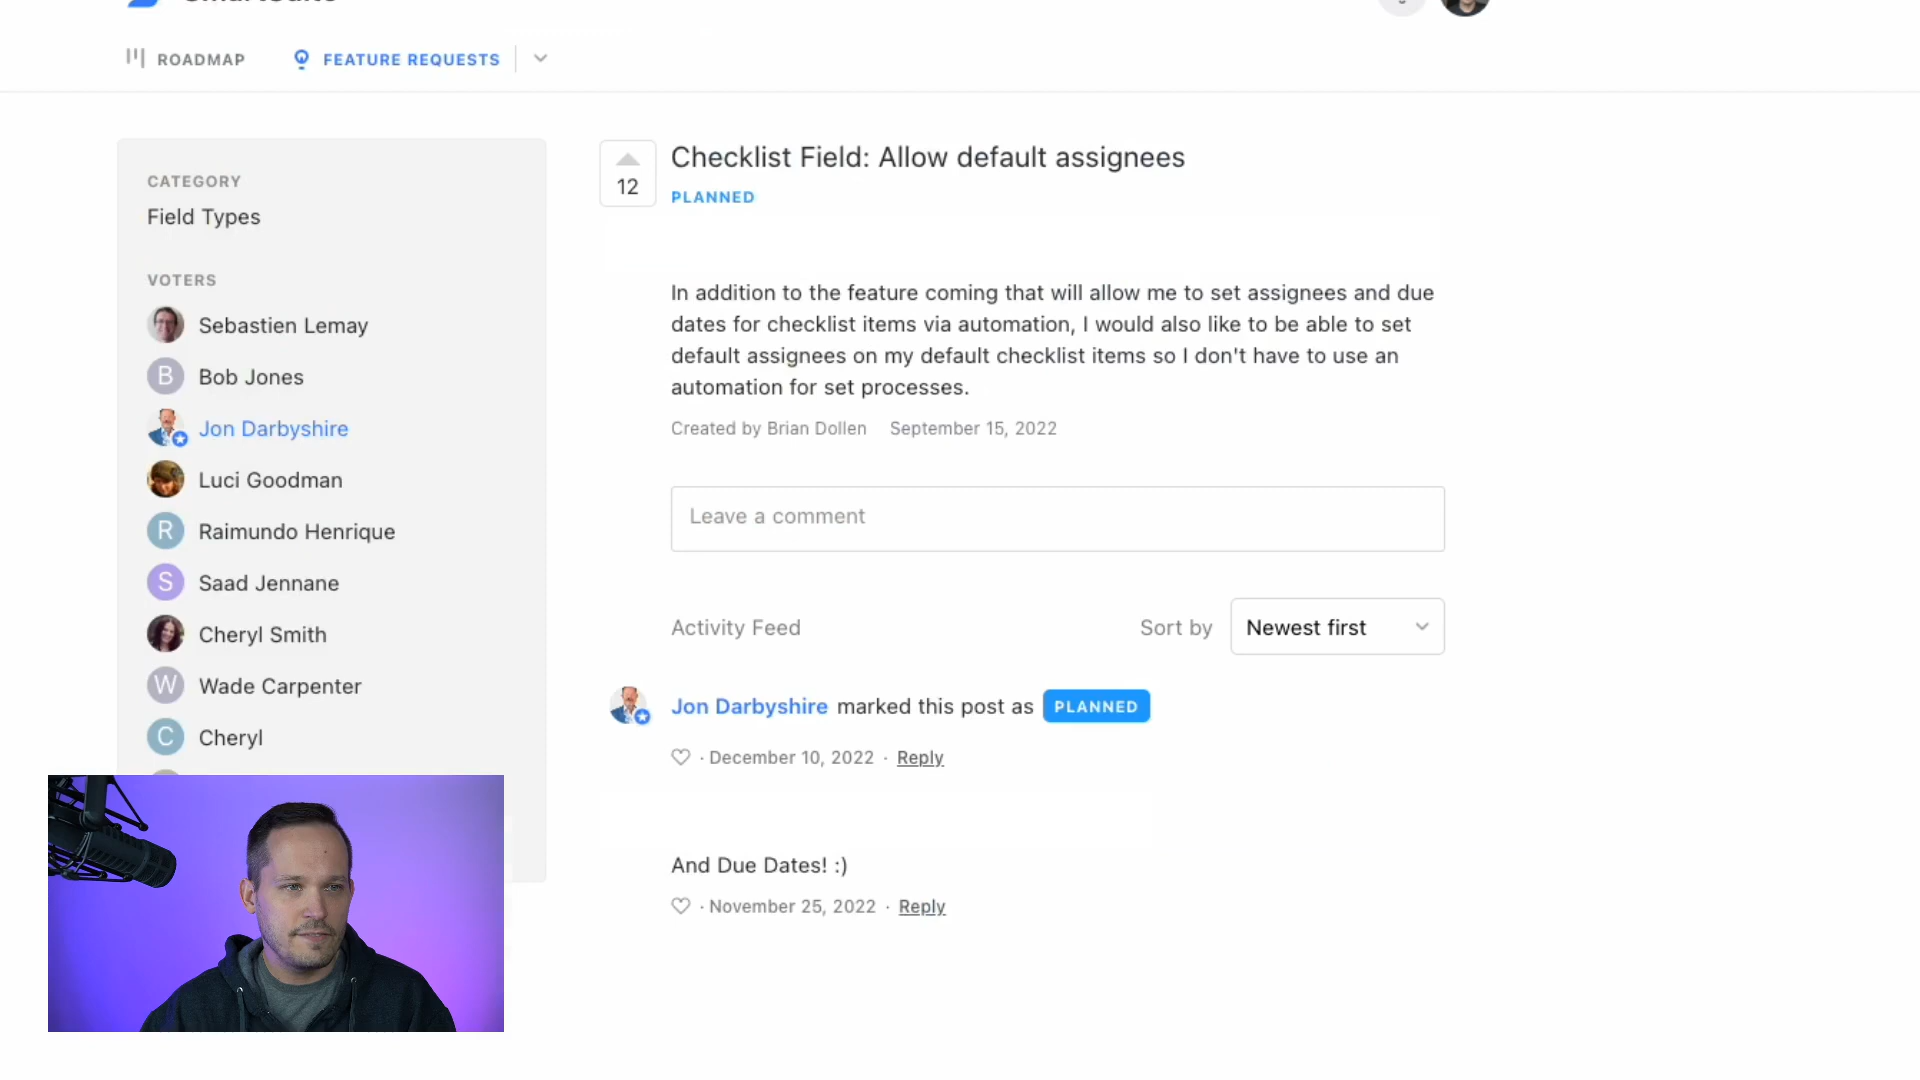 SmartSuite
ROADMAP
FEATURE REQUESTS
CATEGORY
Field Types
VOTERS
Sebastien Lemay
B
Bob Jones
Jon Darbyshire
Luci Goodman
R
Raimundo Henrique
S
Saad Jennane
Cheryl Smith
W
Wade Carpenter
C
Cheryl
12
Checklist Field: Allow default assignees
PLANNED
In addition to the feature coming that will allow me to set assignees and due
dates for checklist items via automation, I would also like to be able to set
default assignees on my default checklist items so I don't have to use an
automation for set processes.
Created by Brian Dollen September 15, 2022
Leave a comment
Activity Feed
Sort by
Newest first
Jon Darbyshire marked this post as PLANNED
· December 10, 2022 · Reply
And Due Dates! :)
· November 25, 2022 · Reply